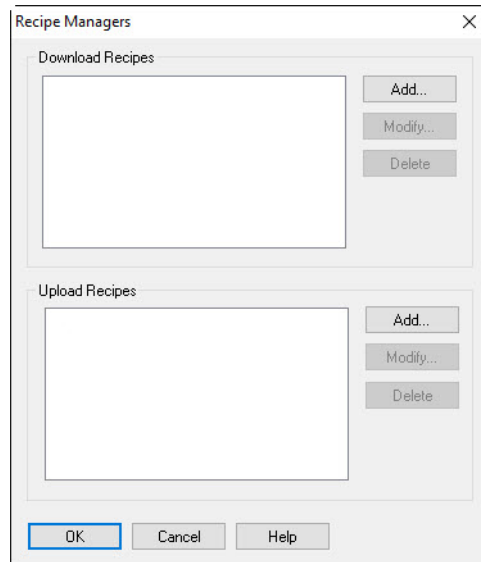 Recipe Managers
Download Recipes
Add...
Modify...
Delete
Upload Recipes
Add...
Modify...
Delete
OK Cancel Help